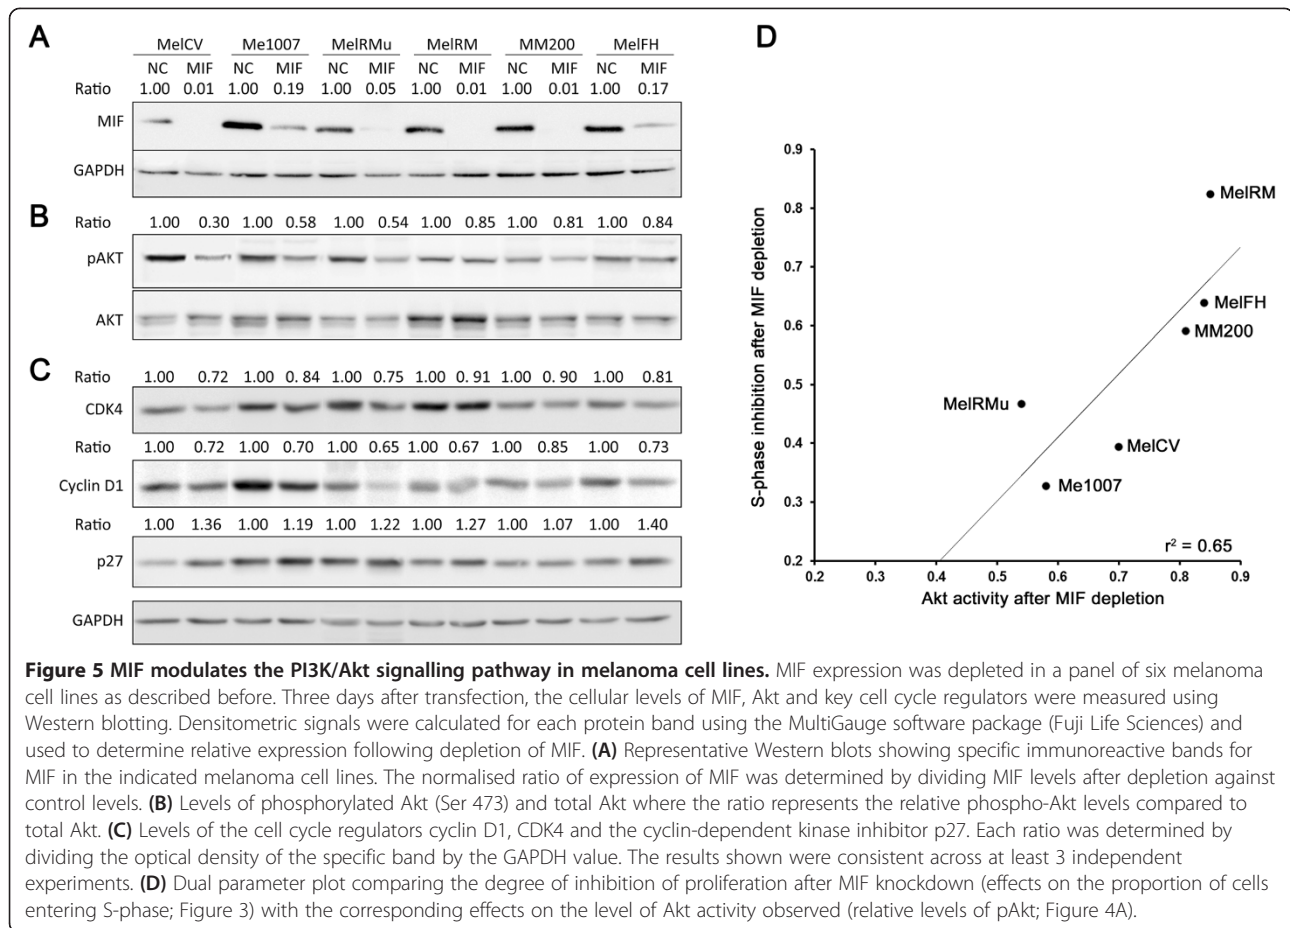 A
MelCV Me1007 MelRMu MelRM MM200 MelFH
NC MIF NC MIF NC MIF NC MIF NC MIF NC MIF
Ratio 1.00 0.01 1.00 0.19 1.00 0.05 1.00 0.01 1.00 0.01 1.00 0.17
MIF
GAPDH
B
Ratio 1.00 0.30 1.00 0.58 1.00 0.54 1.00 0.85 1.00 0.81 1.00 0.84
pAKT
AKT
C
Ratio 1.00 0.72 1.00 0. 84 1.00 0.75 1.00 0. 91 1.00 0. 90 1.00 0.81
CDK4
Ratio 1.00 0.72 1.00 0.70 1.00 0.65 1.00 0.67 1.00 0.85 1.00 0.73
Cyclin D1
Ratio 1.00 1.36 1.00 1.19 1.00 1.22 1.00 1.27 1.00 1.07 1.00 1.40
p27
GAPDH
D
S-phase inhibition after MIF depletion
0.9
0.8
0.7
0.6
0.5
0.4
0.3
0.2
MelRM
MelFH
MM200
MelRMu
MelCV
Me1007
r² = 0.65
0.2 0.3 0.4 0.5 0.6 0.7 0.8 0.9
Akt activity after MIF depletion
Figure 5 MIF modulates the PI3K/Akt signalling pathway in melanoma cell lines. MIF expression was depleted in a panel of six melanoma
cell lines as described before. Three days after transfection, the cellular levels of MIF, Akt and key cell cycle regulators were measured using
Western blotting. Densitometric signals were calculated for each protein band using the MultiGauge software package (Fuji Life Sciences) and
used to determine relative expression following depletion of MIF. (A) Representative Western blots showing specific immunoreactive bands for
MIF in the indicated melanoma cell lines. The normalised ratio of expression of MIF was determined by dividing MIF levels after depletion against
control levels. (B) Levels of phosphorylated Akt (Ser 473) and total Akt where the ratio represents the relative phospho-Akt levels compared to
total Akt. (C) Levels of the cell cycle regulators cyclin D1, CDK4 and the cyclin-dependent kinase inhibitor p27. Each ratio was determined by
dividing the optical density of the specific band by the GAPDH value. The results shown were consistent across at least 3 independent
experiments. (D) Dual parameter plot comparing the degree of inhibition of proliferation after MIF knockdown (effects on the proportion of cells
entering S-phase; Figure 3) with the corresponding effects on the level of Akt activity observed (relative levels of pAkt; Figure 4A).